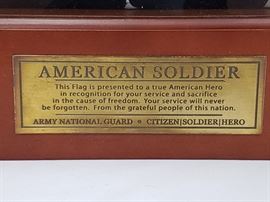 AMERICAN SOLDIER
This Flag is presented to a true American Hero
in recognition for your service and sacrifice
in the cause of freedom. Your service will never
be forgotten. From the grateful people of this nation.
ARMY NATIONAL GUARD • CITIZEN|SOLDIER|HERO